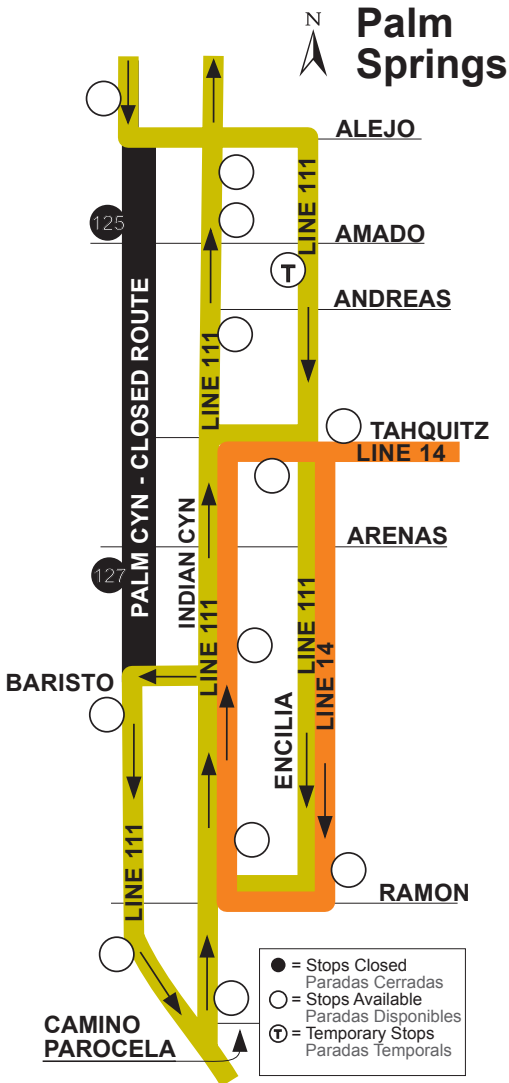 N
Palm
Springs
ALEJO
LINE 111
125
AMADO
T
ANDREAS
PALM CYN - CLOSED ROUTE
LINE 111
TAHQUITZ
LINE 14
INDIAN CYN
ARENAS
127
LINE 111
LINE 111
LINE 14
BARISTO
ENCILIA
LINE 111
RAMON
= Stops Closed
Paradas Cerradas
= Stops Available
Paradas Disponibles
T = Temporary Stops
Paradas Temporals
CAMINO
PAROCELA